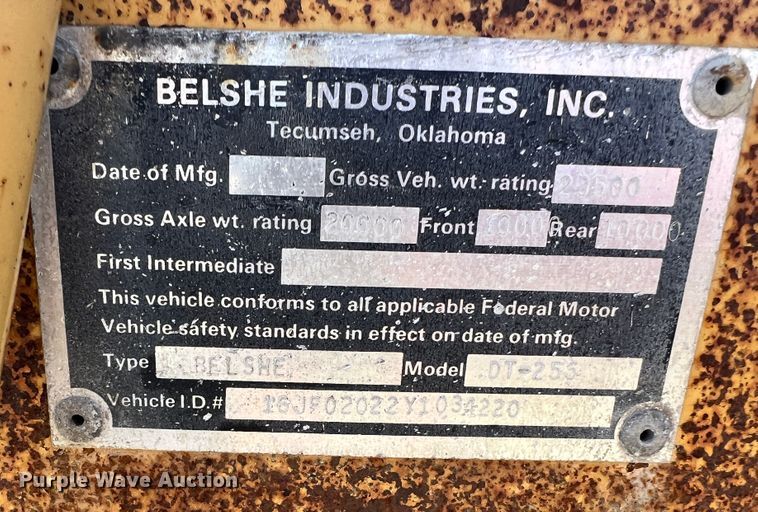 BELSHE INDUSTRIES, INC.
Tecumseh, Oklahoma
Date of Mfg. Gross Veh. wt. rating 23500
Gross Axle wt. rating 20000 Front 10000 Rear 10000
First Intermediate
This vehicle conforms to all applicable Federal Motor
Vehicle safety standards in effect on date of mfg.
Type BELSHE Model DT-253
Vehicle I.D.# 16JF02022Y1034220
Purple Wave Auction